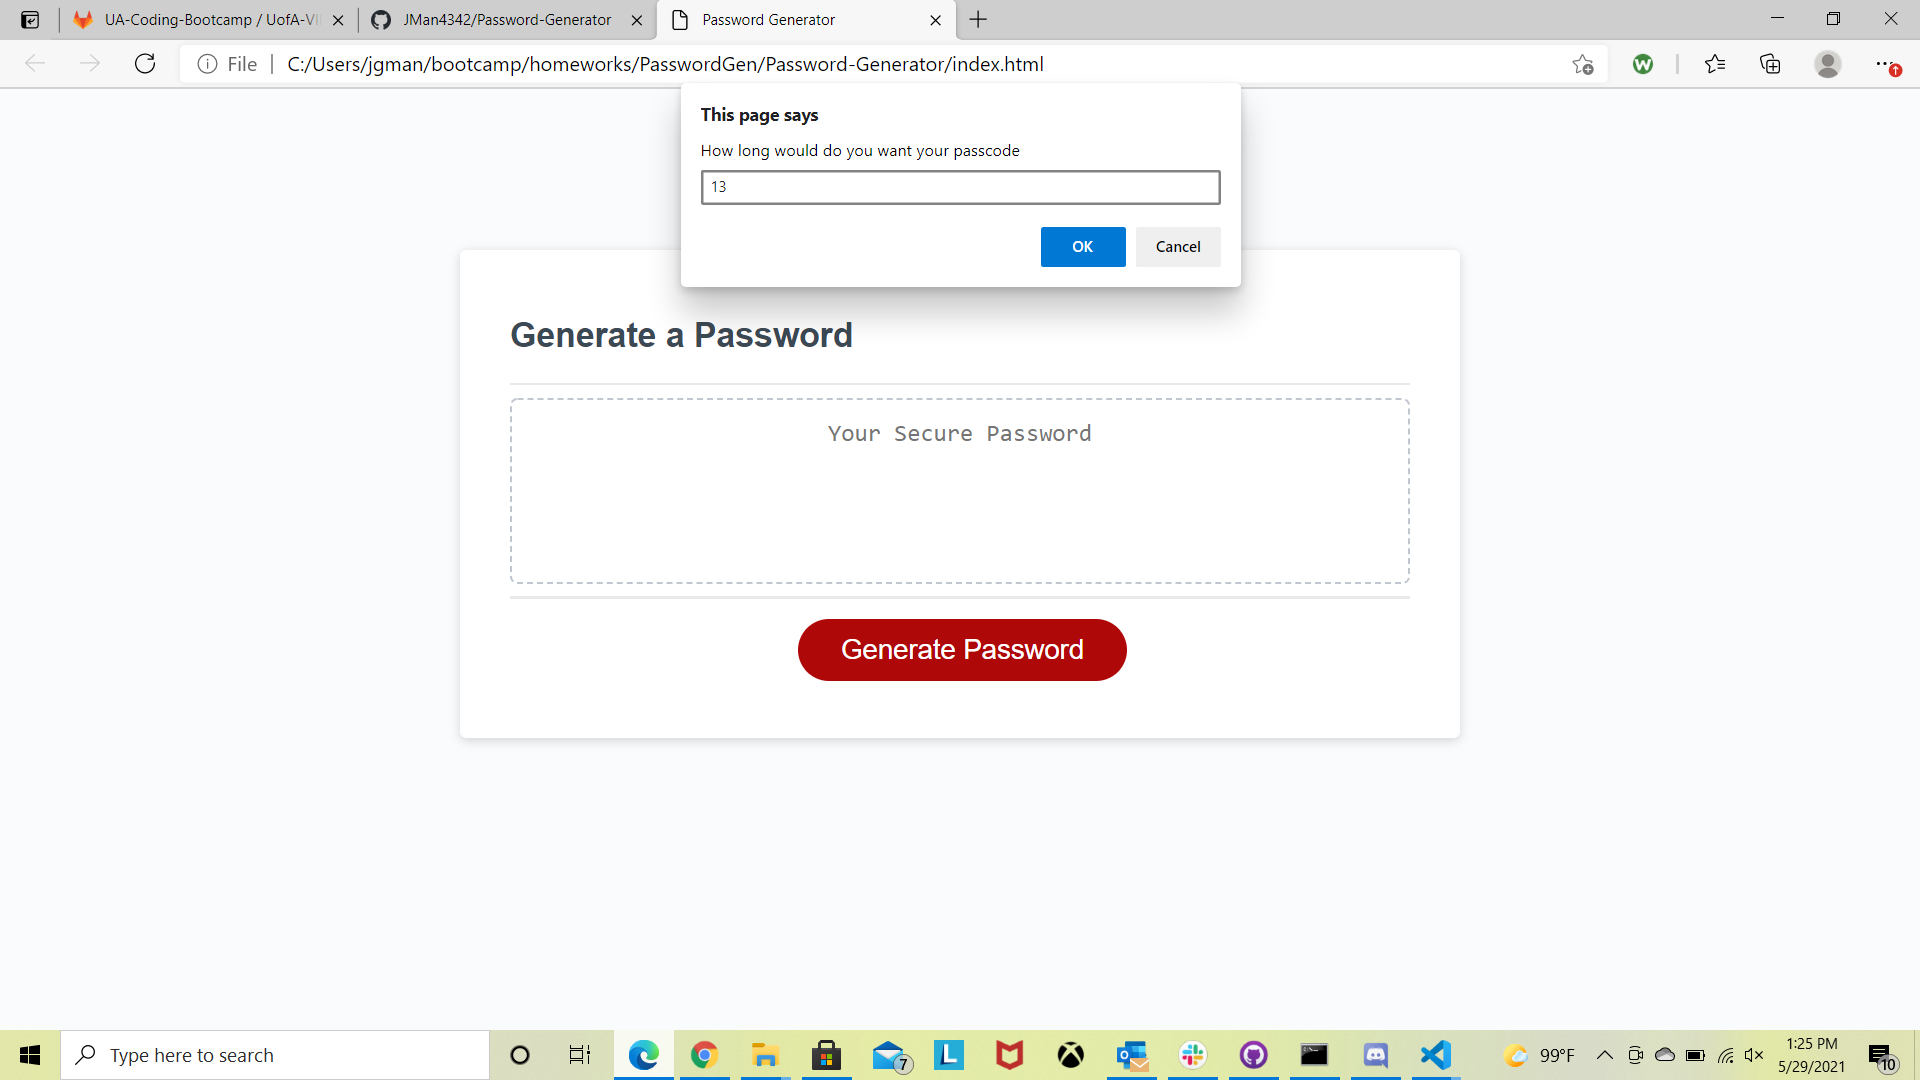 UA-Coding-Bootcamp / UofA-VI
JMan4342/Password-Generator
Password Generator
File
C:/Users/jgman/bootcamp/homeworks/PasswordGen/Password-Generator/index.html
W
This page says
How long would do you want your passcode
13
OK
Cancel
Generate a Password
Your Secure Password
Generate Password
Type here to search
7
L
99°F
1:25 PM
5/29/2021
10